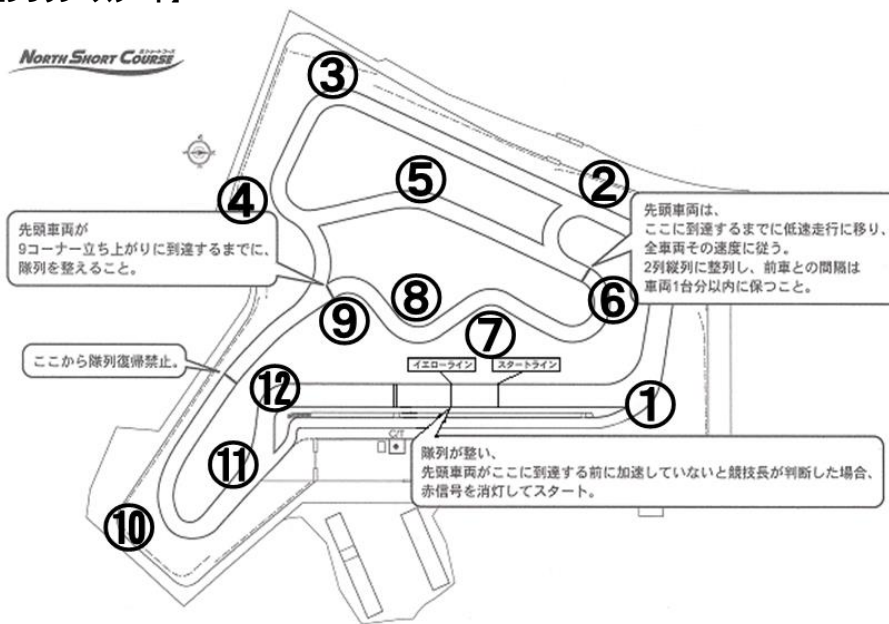 NORTH SHORT COURSE
③
②
⑤
④
先頭車両は、
ここに到達するまでに低速走行に移り、
全車両その速度に従う。
2列縦列に整列し、前車との間隔は
車両1台分以内に保つこと。
先頭車両が
9コーナー立ち上がりに到達するまでに、
隊列を整えること。
⑥
⑧
⑨
⑦
ここから隊列復帰禁止。
イエローライン
スタートライン
⑫
①
C/T
隊列が整い、
先頭車両がここに到達する前に加速していないと競技長が判断した場合、
赤信号を消灯してスタート。
⑪
⑩